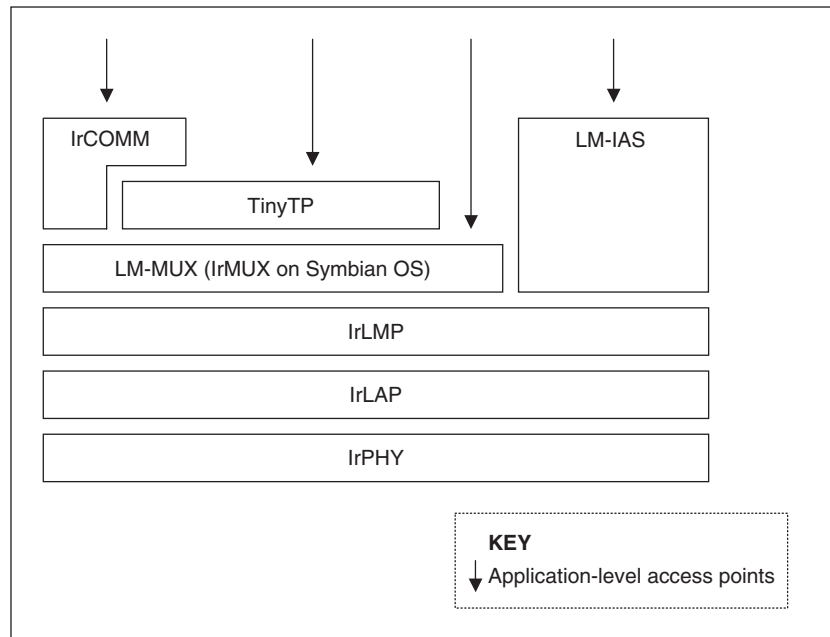 IrCOMM
LM-IAS
TinyTP
LM-MUX (IrMUX on Symbian OS)
IrLMP
IrLAP
IrPHY
KEY
Application-level access points